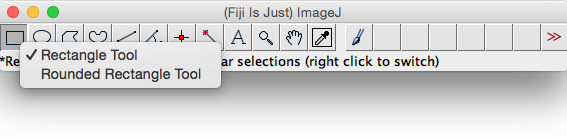 (Fiji Is Just) ImageJ
A
>>
✓ Rectangle Tool
*Re
ar selections (right click to switch)
Rounded Rectangle Tool